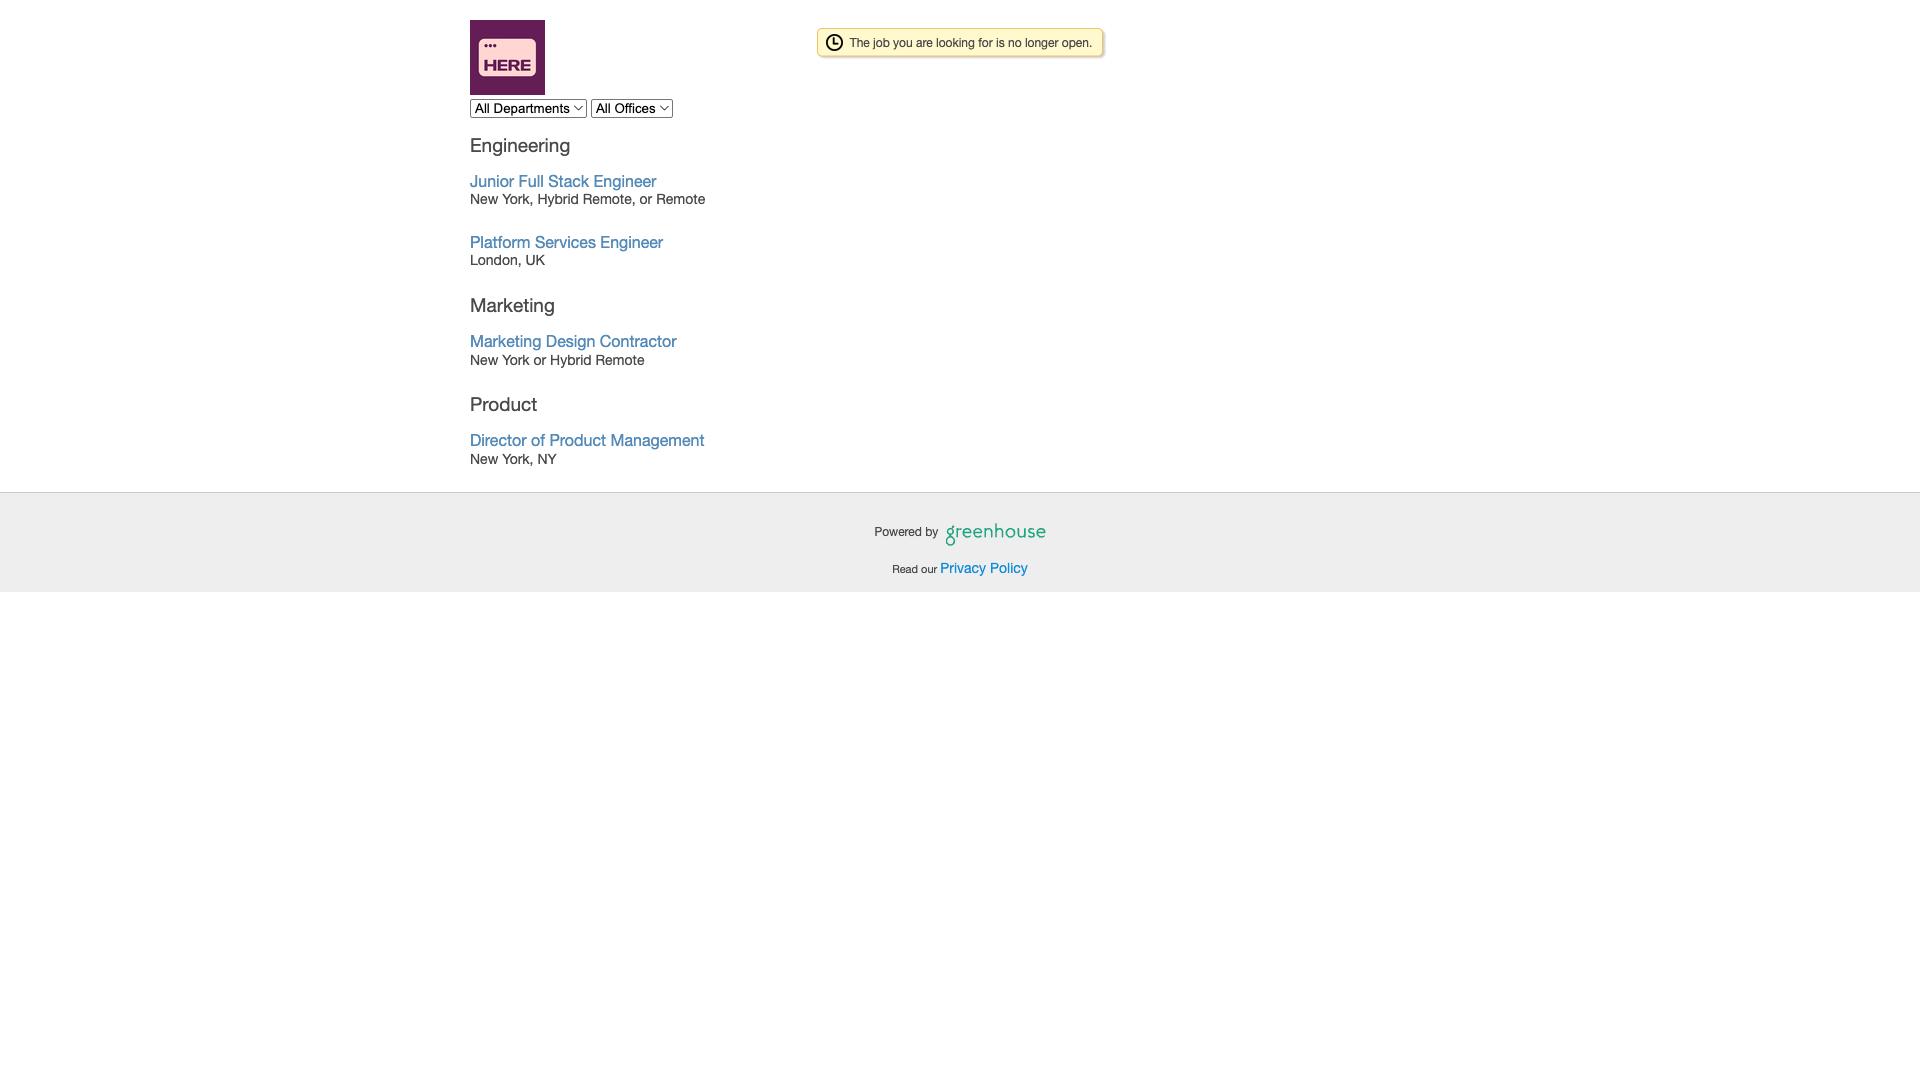 HERE
The job you are looking for is no longer open.
All Departments All Offices
Engineering
Junior Full Stack Engineer
New York, Hybrid Remote, or Remote
Platform Services Engineer
London, UK
Marketing
Marketing Design Contractor
New York or Hybrid Remote
Product
Director of Product Management
New York, NY
Powered by greenhouse
Read our Privacy Policy